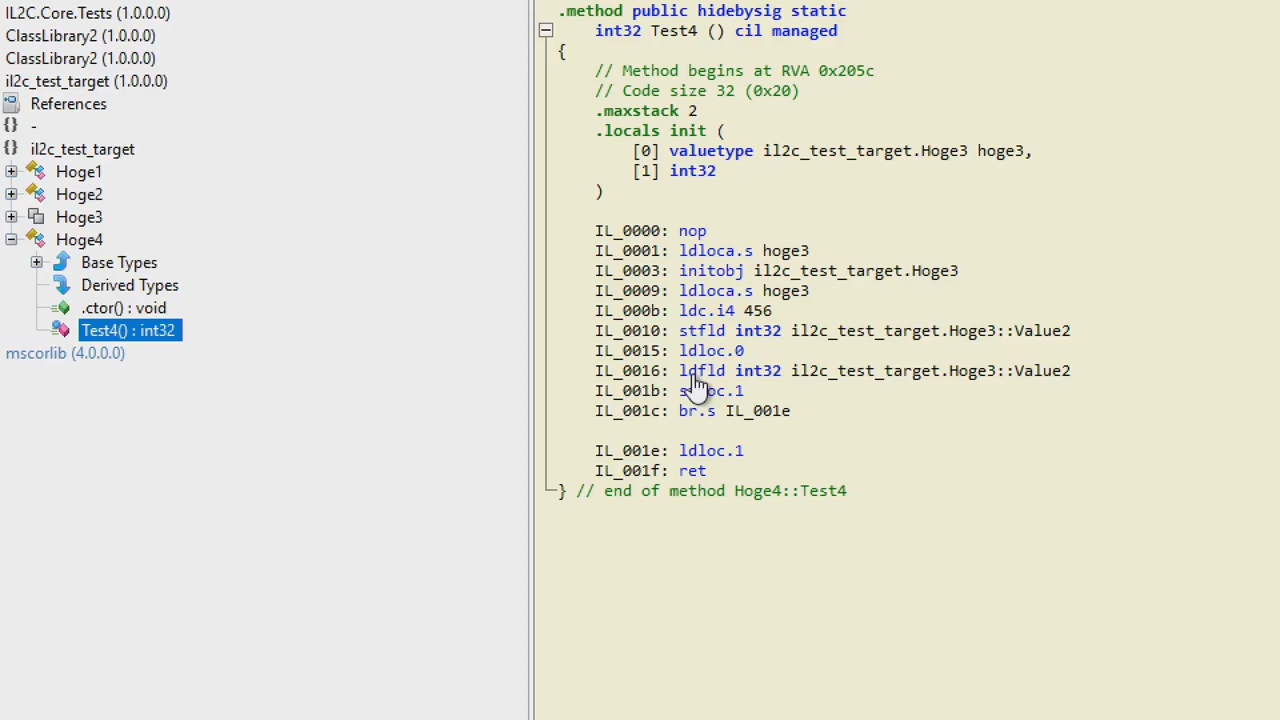 IL2C.Core.Tests (1.0.0.0)
ClassLibrary2 (1.0.0.0)
ClassLibrary2 (1.0.0.0)
il2c_test_target (1.0.0.0)
References
{} -
{} il2c_test_target
Hoge1
Hoge2
Hoge3
Hoge4
Base Types
Derived Types
.ctor() : void
Test4() : int32
mscorlib (4.0.0.0)
.method public hidebysig static
int32 Test4 () cil managed
{
// Method begins at RVA 0x205c
// Code size 32 (0x20)
.maxstack 2
.locals init (
[0] valuetype il2c_test_target.Hoge3 hoge3,
[1] int32
)
IL_0000: nop
IL_0001: ldloca.s hoge3
IL_0003: initobj il2c_test_target.Hoge3
IL_0009: ldloca.s hoge3
IL_000b: ldc.i4 456
IL_0010: stfld int32 il2c_test_target.Hoge3::Value2
IL_0015: ldloc.0
IL_0016: ldfld int32 il2c_test_target.Hoge3::Value2
IL_001b: stloc.1
IL_001c: br.s IL_001e
IL_001e: ldloc.1
IL_001f: ret
} // end of method Hoge4::Test4